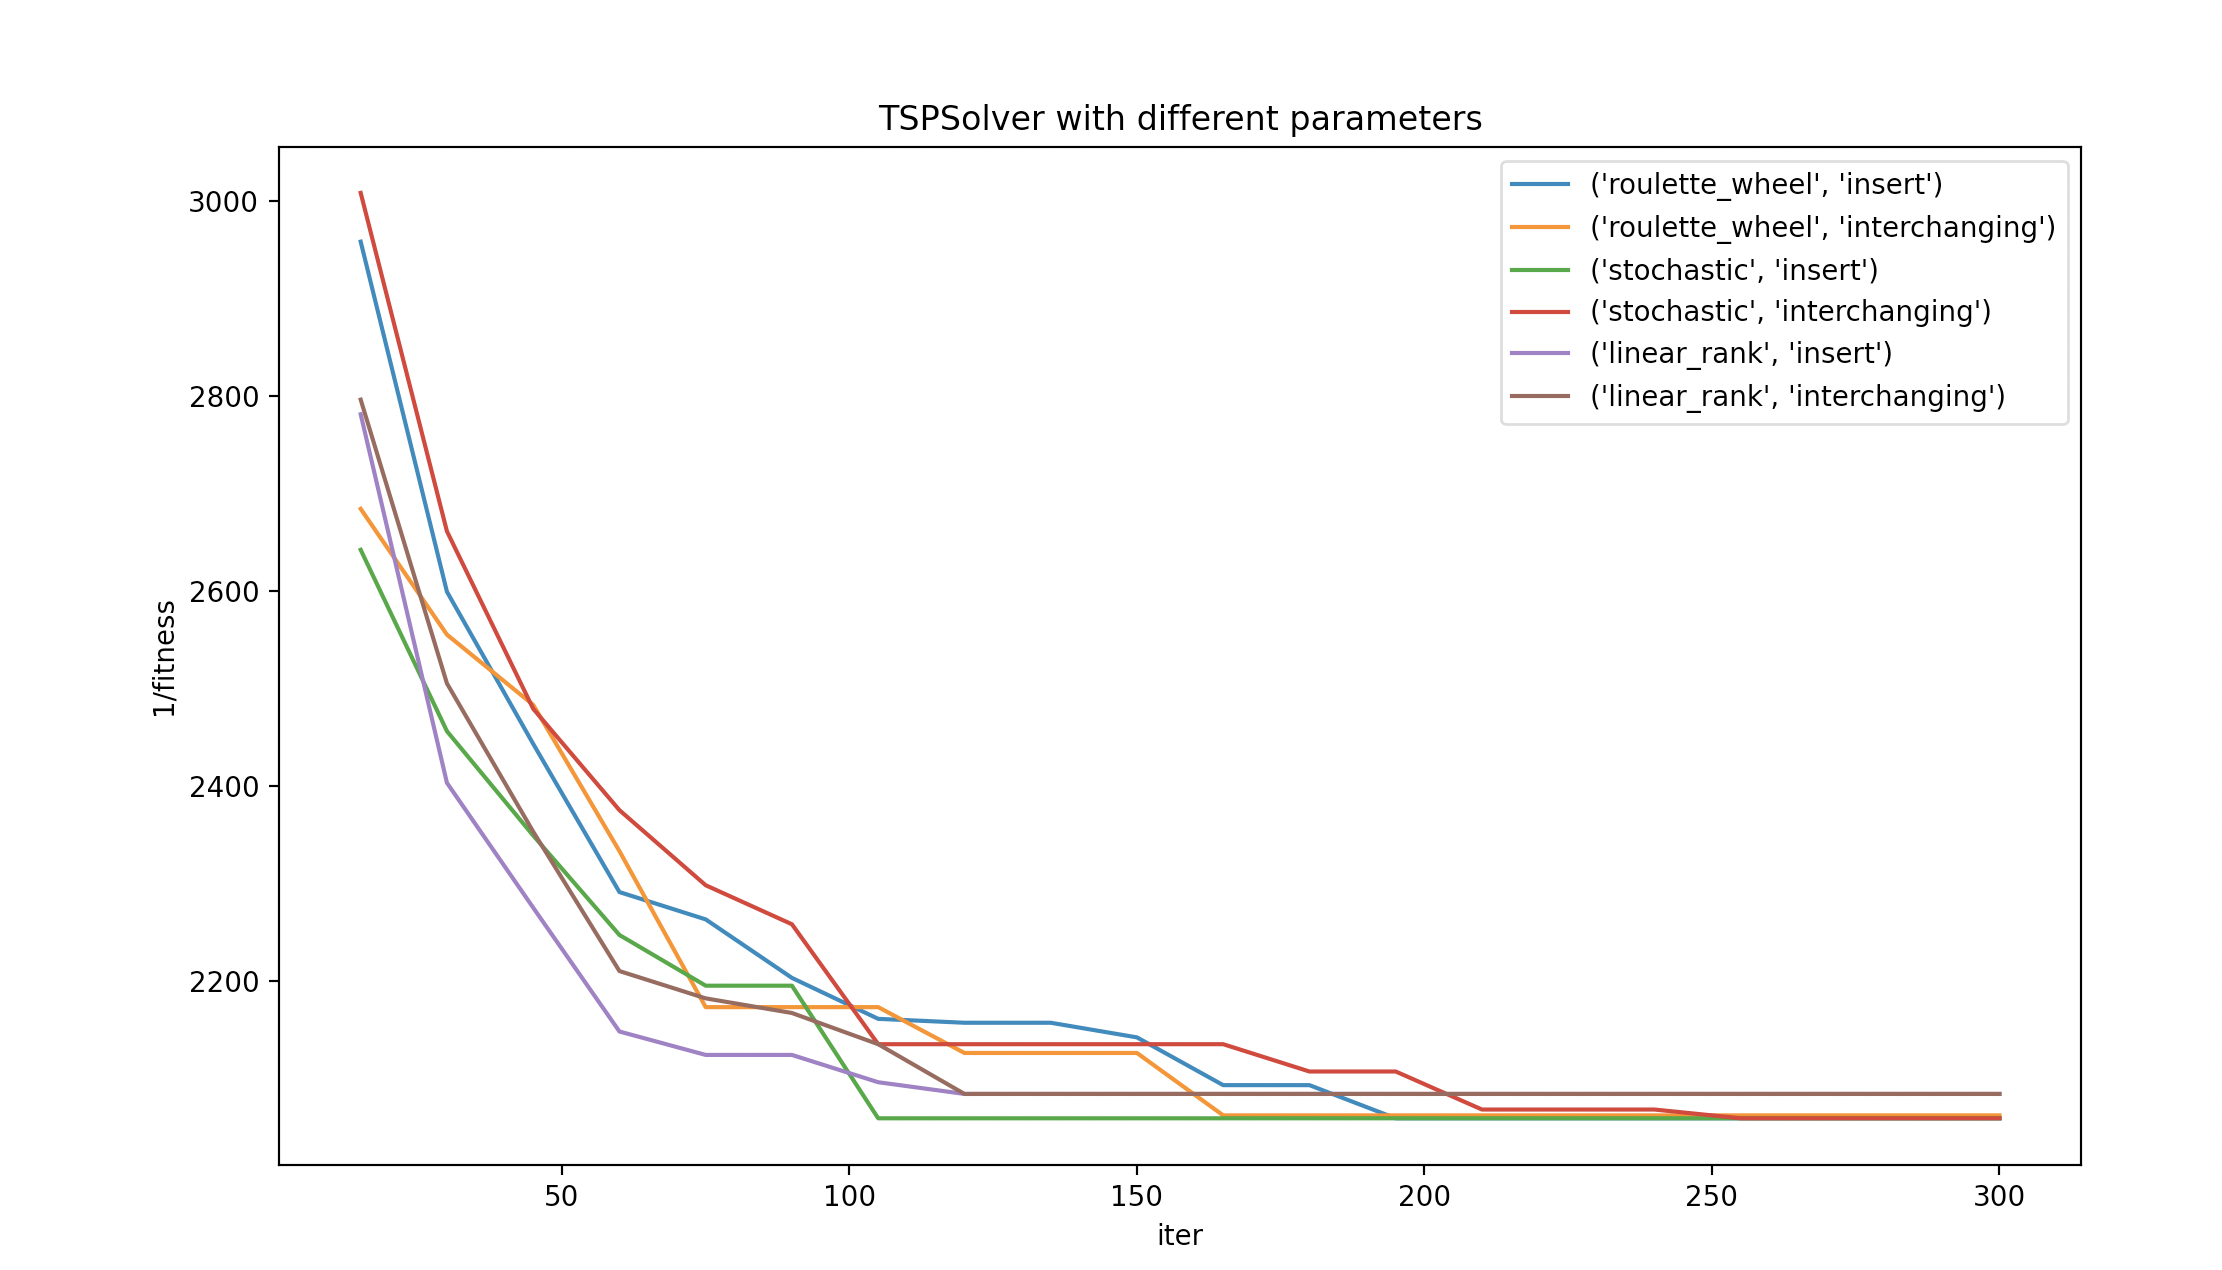 TSPSolver with different parameters
3000
2800
2600
2400
2200
1/fitness
('roulette_wheel', 'insert')
('roulette_wheel', 'interchanging')
('stochastic', 'insert')
('stochastic', 'interchanging')
('linear_rank', 'insert')
('linear_rank', 'interchanging')
50 100 150 200 250 300
iter